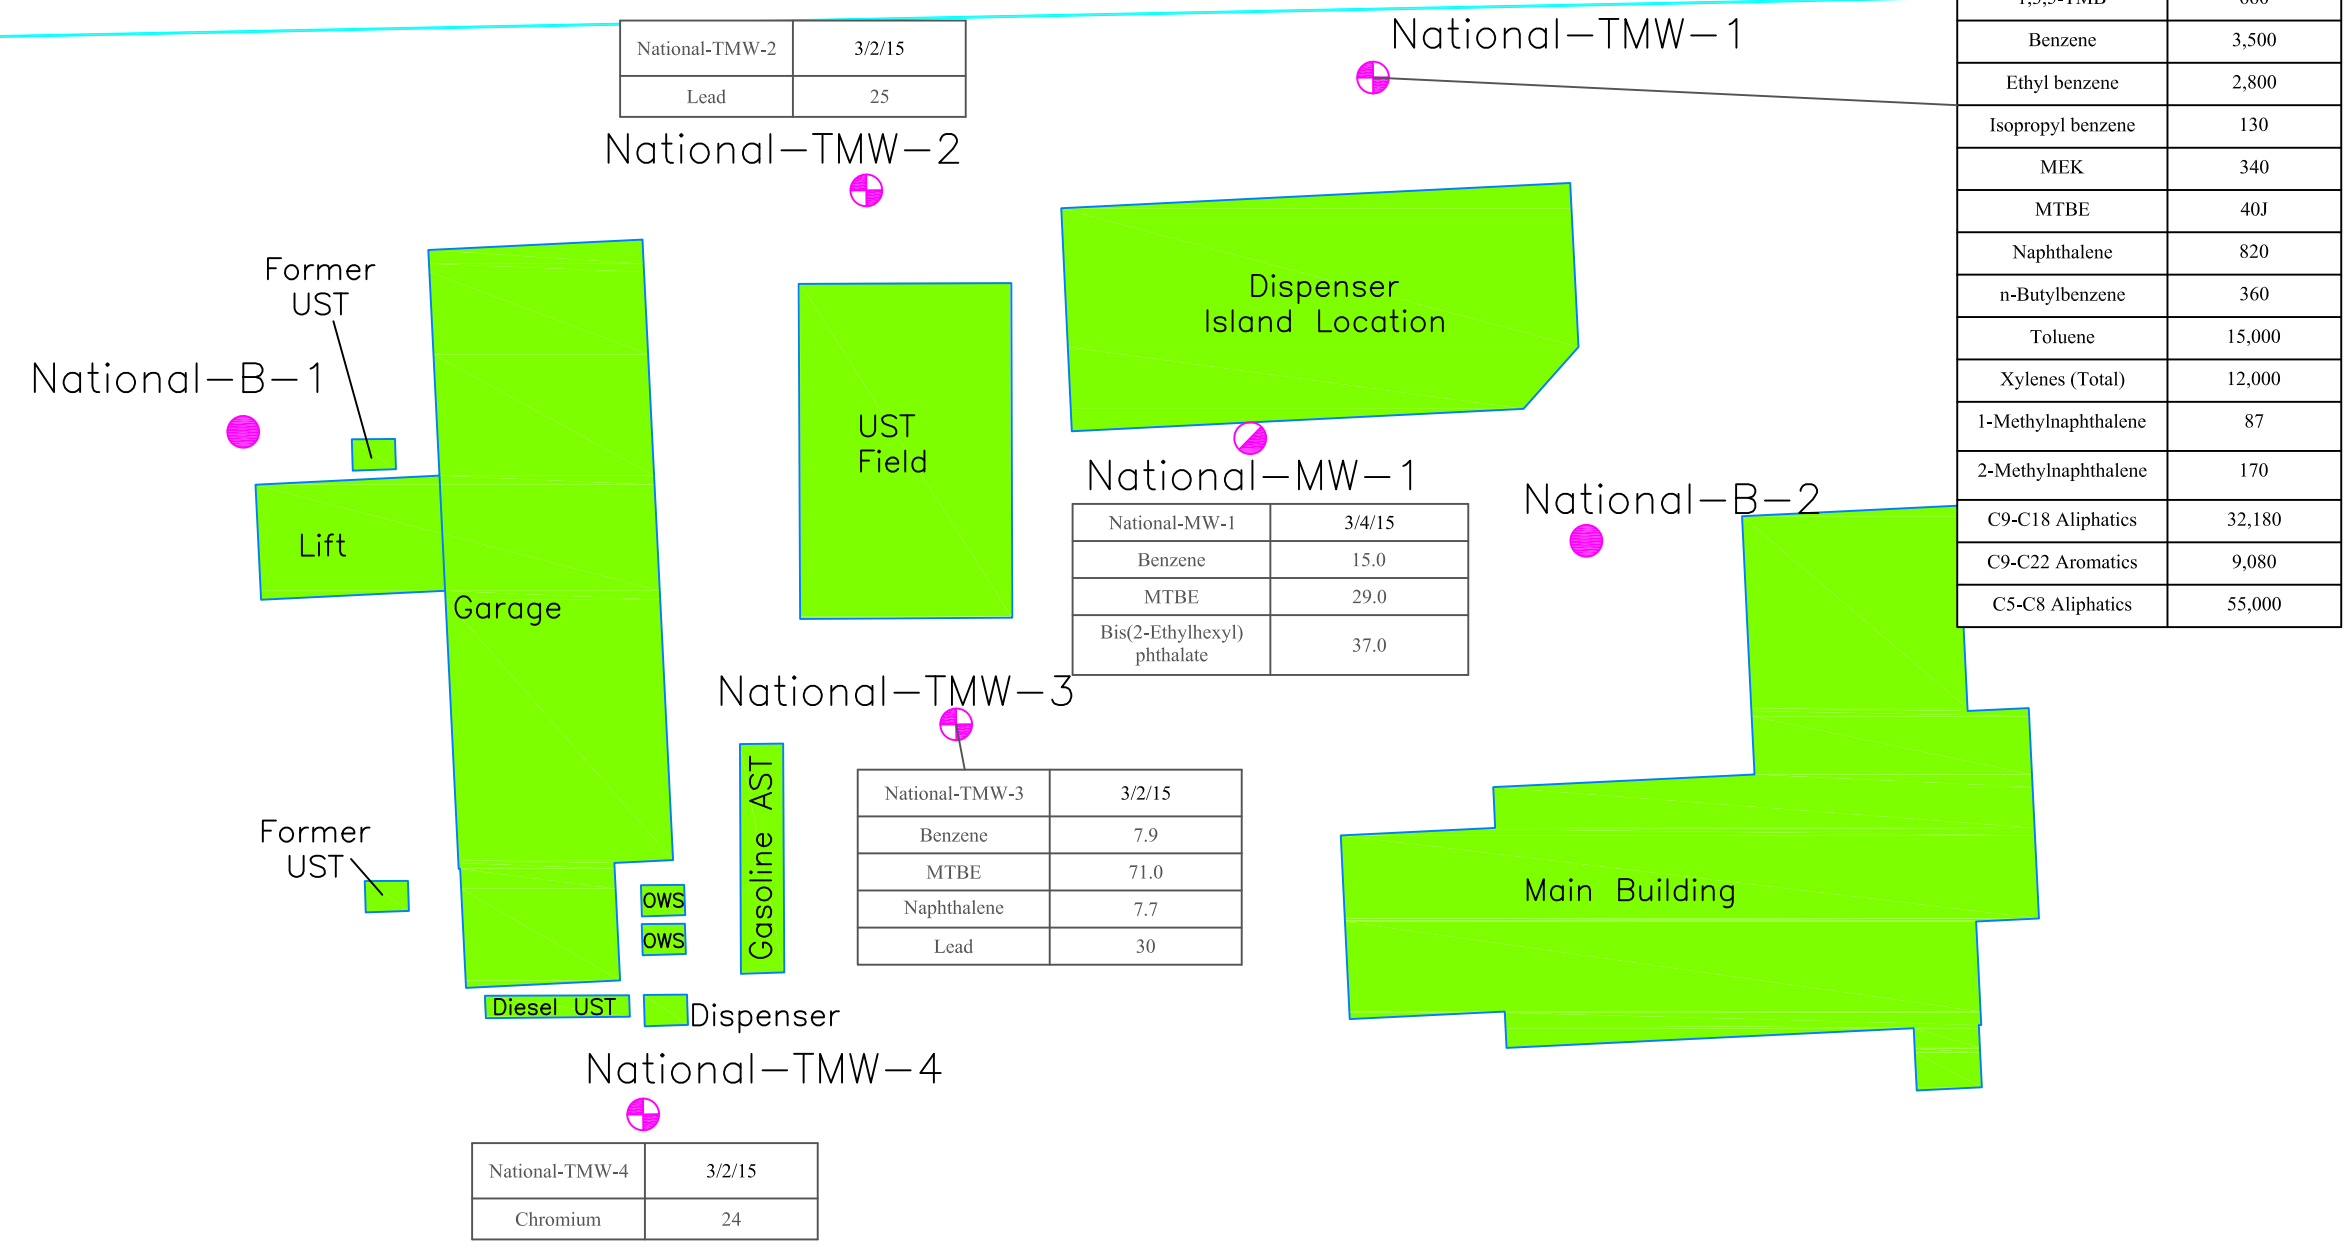 National-TMW-2 3/2/15
Lead 25
National-TMW-2
National-TMW-1
Benzene 3,500
Ethyl benzene 2,800
Isopropyl benzene 130
MEK 340
MTBE 40J
Naphthalene 820
n-Butylbenzene 360
Toluene 15,000
Xylenes (Total) 12,000
1-Methylnaphthalene 87
2-Methylnaphthalene 170
C9-C18 Aliphatics 32,180
C9-C22 Aromatics 9,080
C5-C8 Aliphatics 55,000
Former
UST
National-B-1
Lift
Garage
UST
Field
Dispenser
Island Location
National-MW-1
National-MW-1 3/4/15
Benzene 15.0
MTBE 29.0
Bis(2-Ethylhexyl)
phthalate 37.0
National-B-2
National-TMW-3
National-TMW-3 3/2/15
Benzene 7.9
MTBE 71.0
Naphthalene 7.7
Lead 30
Gasoline AST
Former
UST
OWS
OWS
Diesel UST
Dispenser
Main Building
National-TMW-4
National-TMW-4 3/2/15
Chromium 24